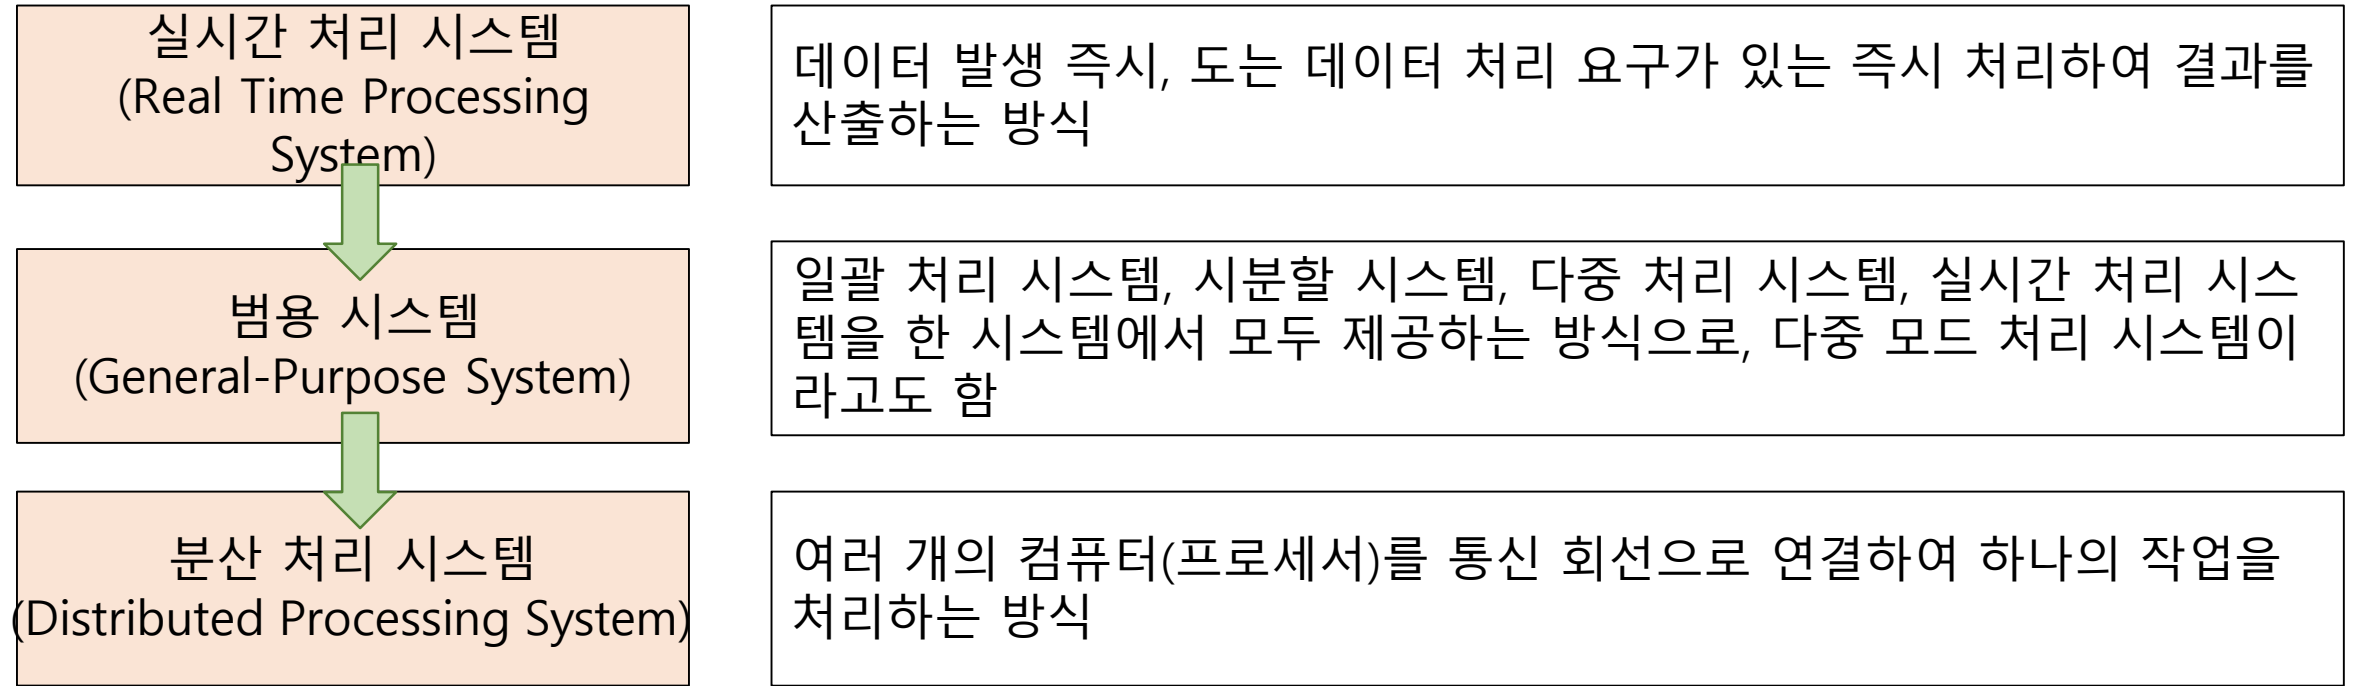 실시간 처리 시스템
(Real Time Processing
System)
데이터 발생 즉시, 도는 데이터 처리 요구가 있는 즉시 처리하여 결과를
산출하는 방식
범용 시스템
(General-Purpose System)
일괄 처리 시스템, 시분할 시스템, 다중 처리 시스템, 실시간 처리 시스
템을 한 시스템에서 모두 제공하는 방식으로, 다중 모드 처리 시스템이
라고도 함
분산 처리 시스템
(Distributed Processing System)
여러 개의 컴퓨터(프로세서)를 통신 회선으로 연결하여 하나의 작업을
처리하는 방식